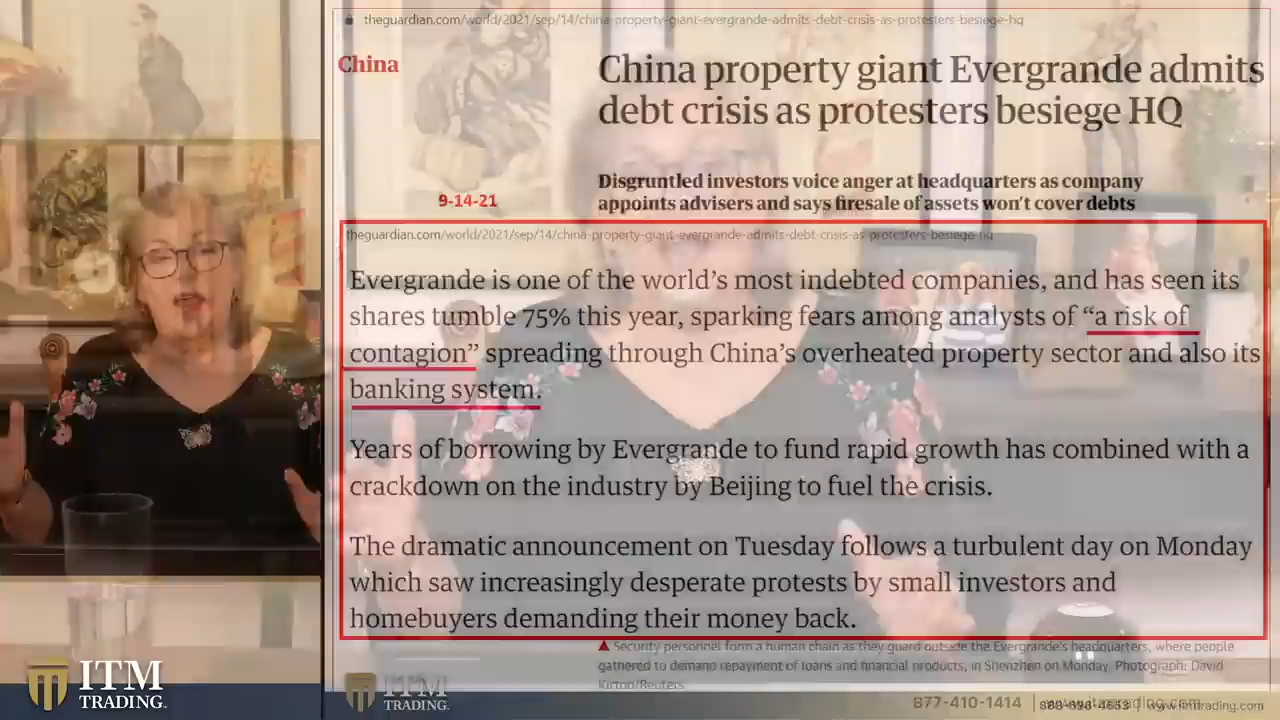 theguardian.com/world/2021/sep/14/china-property-giant-evergrande-admits-debt-crisis-as-protesters-besiege-hq
China
China property giant Evergrande admits
debt crisis as protesters besiege HQ
Disgruntled investors voice anger at headquarters as company
appoints advisers and says firesale of assets won't cover debts
9-14-21
theguardian.com/world/2021/sep/14/china-property-giant-evergrande-admits-debt-crisis-as-protesters-besiege-hq
Evergrande is one of the world's most indebted companies, and has seen its
shares tumble 75% this year, sparking fears among analysts of “a risk of
contagion” spreading through China's overheated property sector and also its
banking system.
Years of borrowing by Evergrande to fund rapid growth has combined with a
crackdown on the industry by Beijing to fuel the crisis.
The dramatic announcement on Tuesday follows a turbulent day on Monday
which saw increasingly desperate protests by small investors and
homebuyers demanding their money back.
Security personnel form a human chain as they guard outside the Evergrande's headquarters, where people
gathered to demand repayment of loans and financial products, in Shenzhen on Monday. Photograph: David
Kirton/Reuters
ITM
TRADING.
ITM
TRADING.
877-410-1414 | www.itmtrading.com